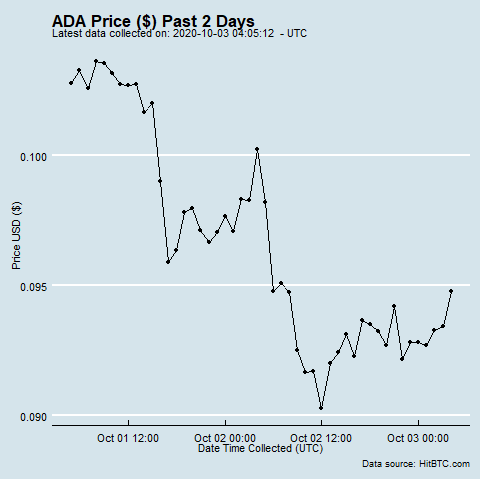 ADA Price ($) Past 2 Days
Latest data collected on: 2020-10-03 04:05:12 - UTC
Price USD ($)
0.100
0.095
0.090
Oct 01 12:00 Oct 02 00:00 Oct 02 12:00 Oct 03 00:00
Date Time Collected (UTC)
Data source: HitBTC.com